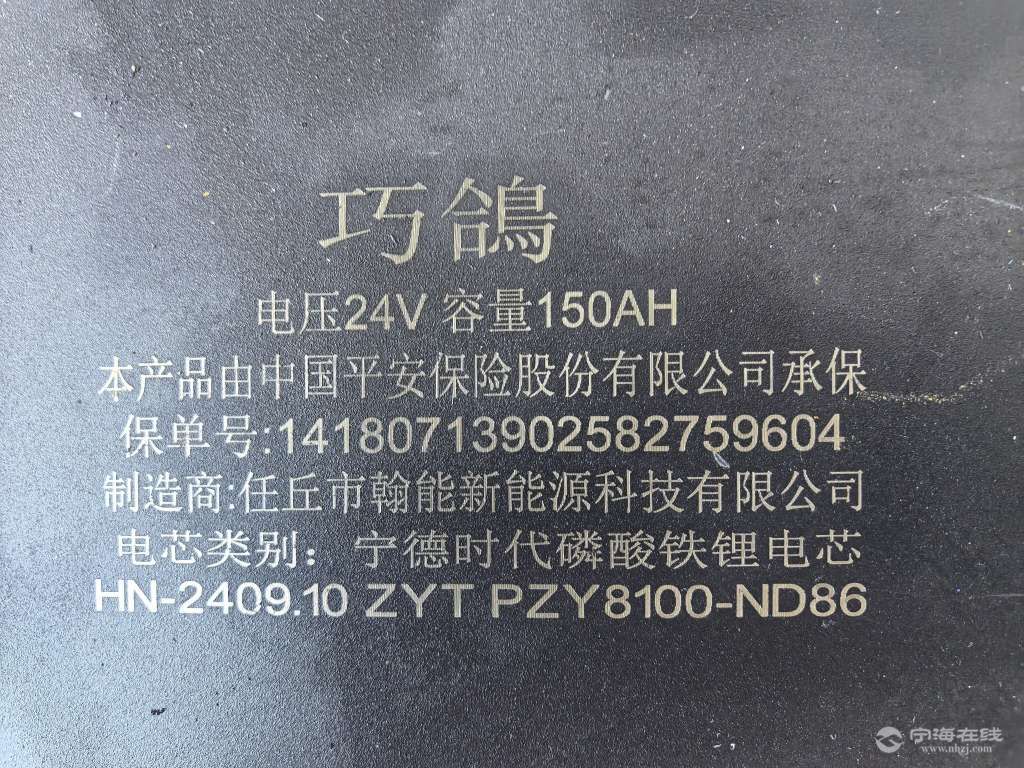 巧鴿
电压24V 容量150AH
本产品由中国平安保险股份有限公司承保
保单号:14180713902582759604
制造商:任丘市翰能新能源科技有限公司
电芯类别：宁德时代磷酸铁锂电芯
HN-2409.10 ZYT PZY8100-ND86
宁海在线
www.nhzj.com